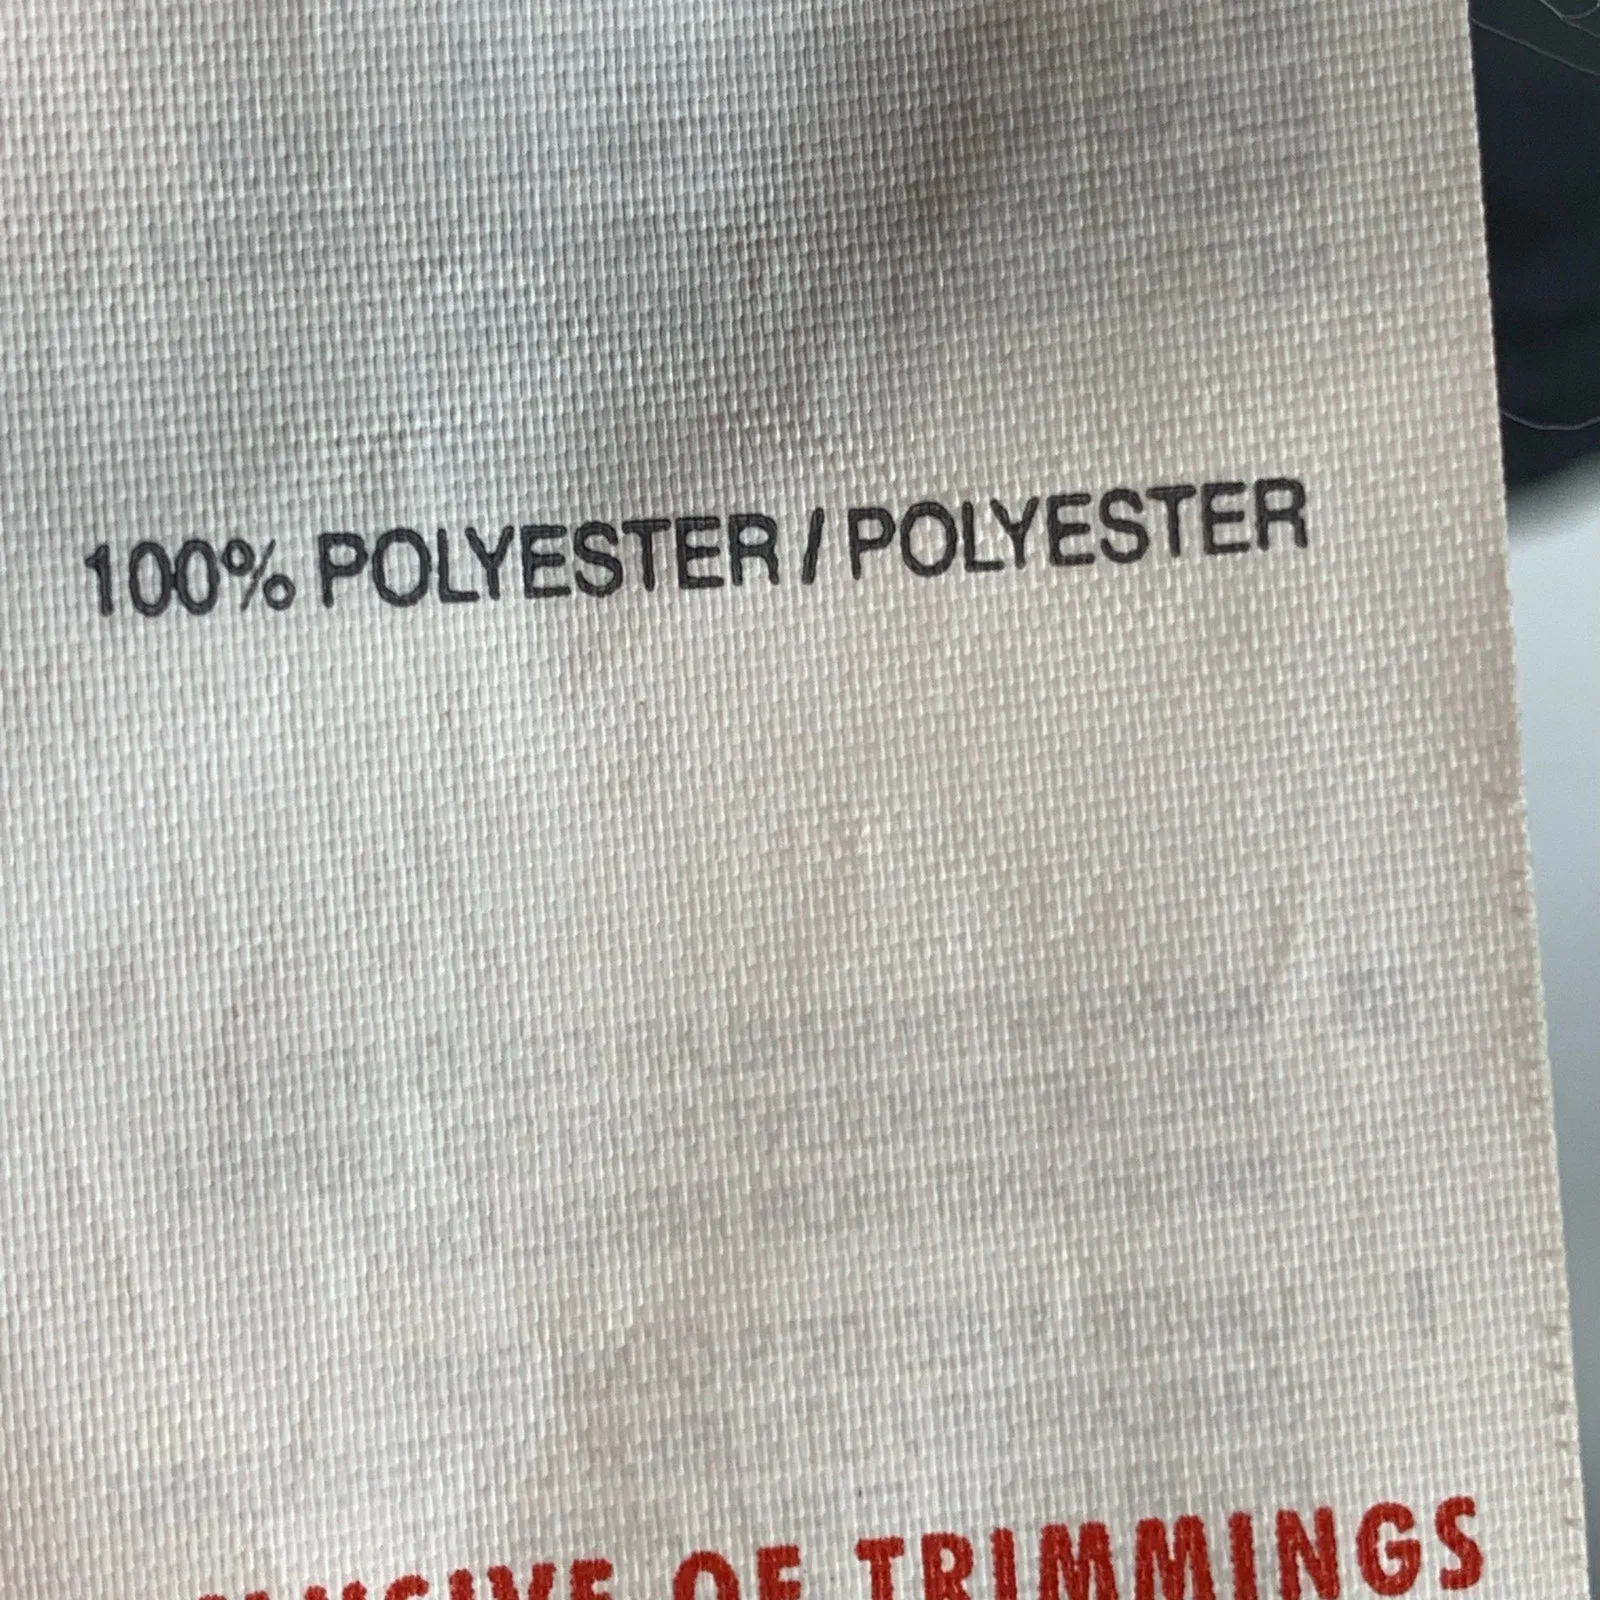 100% POLYESTER / POLYESTER
OF TRIMMINGS